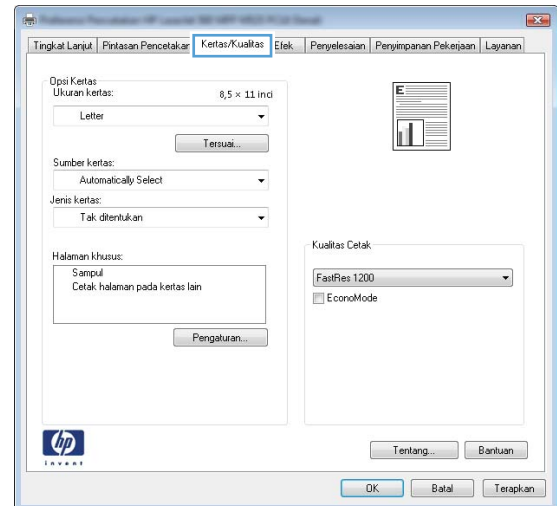 Tingkat Lanjut Pintasan Pencetakan Kertas/Kualitas Efek Penyelesaian Penyimpanan Pekerjaan Layanan
Opsi Kertas
Ukuran kertas: 8,5 × 11 inci
Letter
Tersuai...
Sumber kertas:
Automatically Select
Jenis kertas:
Tak ditentukan
Halaman khusus:
Sampul
Cetak halaman pada kertas lain
Pengaturan...
E
Kualitas Cetak
FastRes 1200
EconoMode
hp
invent
Tentang... Bantuan
OK Batal Terapkan